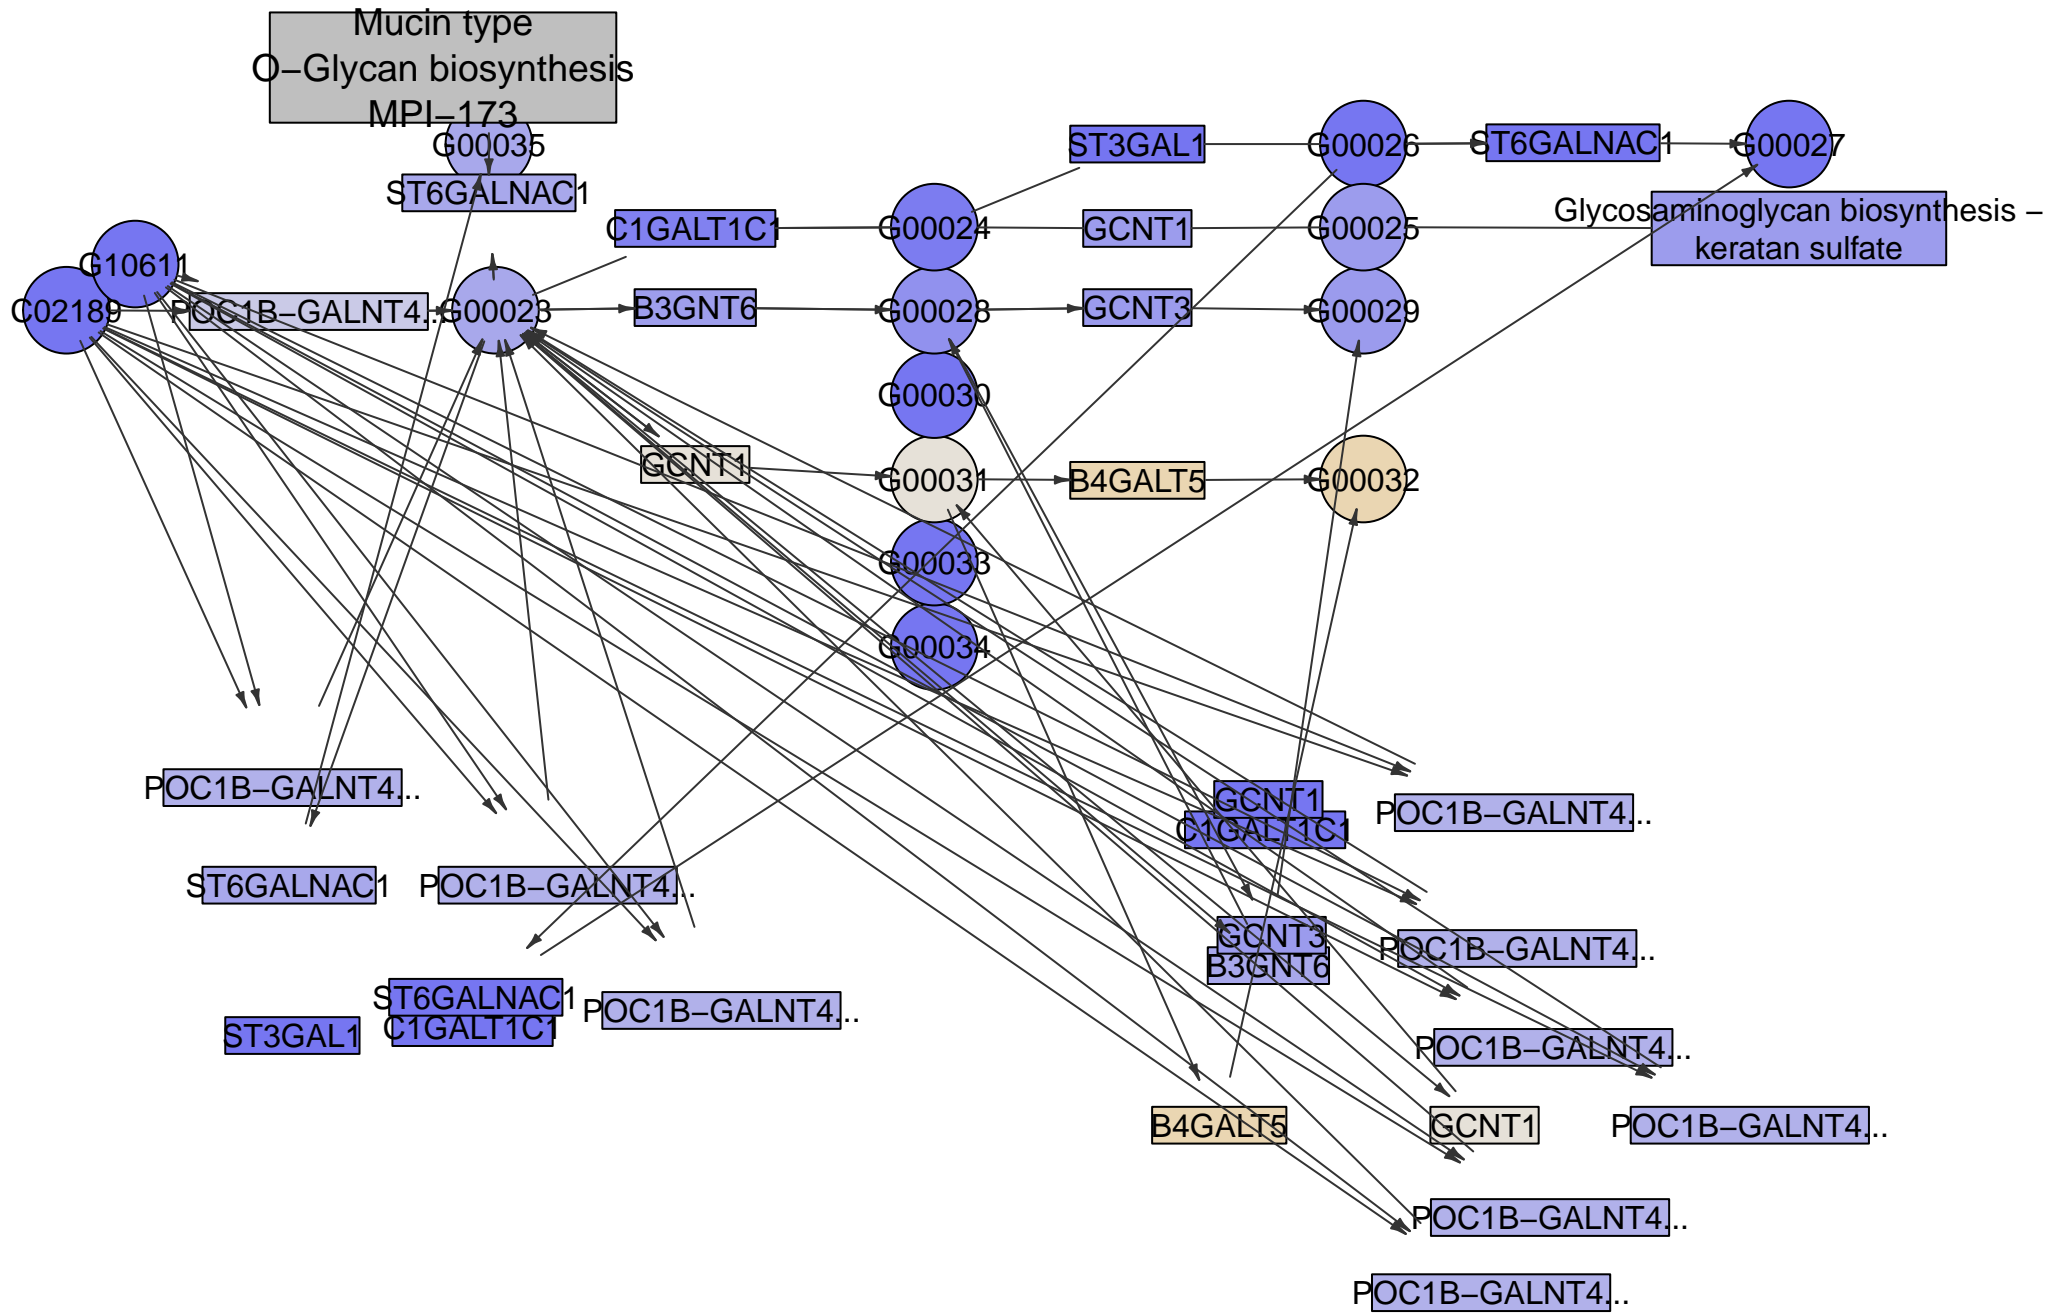 Mucin type
O−Glycan biosynthesis
MPI−173
G00035
ST3GAL1
G00026
ST6GALNAC1
G00027
ST6GALNAC1
C1GALT1C1
G00024
GCNT1
G00025
Glycosaminoglycan biosynthesis −
keratan sulfate
G10611
C02189
POC1B−GALNT4...
G00023
B3GNT6
G00028
GCNT3
G00029
G00030
GCNT1
G00031
B4GALT5
G00032
G00033
G00034
POC1B−GALNT4...
GCNT1
C1GALT1C1
POC1B−GALNT4...
ST6GALNAC1
POC1B−GALNT4...
GCNT3
B3GNT6
POC1B−GALNT4...
ST6GALNAC1
C1GALT1C1
ST3GAL1
POC1B−GALNT4...
POC1B−GALNT4...
B4GALT5
GCNT1
POC1B−GALNT4...
POC1B−GALNT4...
POC1B−GALNT4...